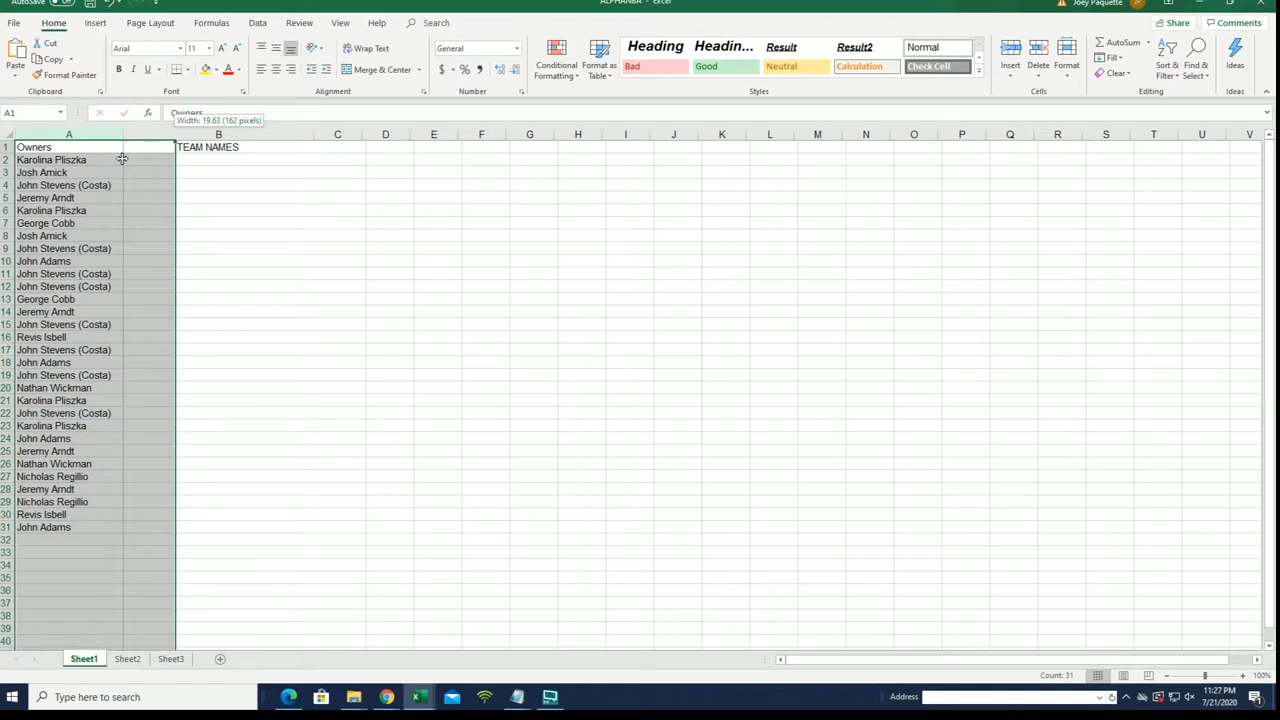 AutoSave
ALPHANBA - Excel
Joey Paquette
JP
File Home Insert Page Layout Formulas Data Review View Help Search
Share Comments
Paste
Cut
Copy
Format Painter
Clipboard
Arial 11
B I U
Font
Wrap Text
Merge & Center
Alignment
General
$ % ,
Number
Conditional Formatting
Format as Table
Heading Headin... Result Result2 Normal
Bad Good Neutral Calculation Check Cell
Styles
Insert Delete Format
Cells
AutoSum
Fill
Clear
Sort & Filter
Find & Select
Editing
Ideas
Ideas
A1 fx Owners
Width: 19.63 (162 pixels)
A B C D E F G H I J K L M N O P Q R S T U V
1 Owners TEAM NAMES
2 Karolina Pliszka
3 Josh Amick
4 John Stevens (Costa)
5 Jeremy Arndt
6 Karolina Pliszka
7 George Cobb
8 Josh Amick
9 John Stevens (Costa)
10 John Adams
11 John Stevens (Costa)
12 John Stevens (Costa)
13 George Cobb
14 Jeremy Arndt
15 John Stevens (Costa)
16 Revis Isbell
17 John Stevens (Costa)
18 John Adams
19 John Stevens (Costa)
20 Nathan Wickman
21 Karolina Pliszka
22 John Stevens (Costa)
23 Karolina Pliszka
24 John Adams
25 Jeremy Arndt
26 Nathan Wickman
27 Nicholas Regillio
28 Jeremy Arndt
29 Nicholas Regillio
30 Revis Isbell
31 John Adams
32
33
34
35
36
37
38
39
40
Sheet1 Sheet2 Sheet3
Count: 31 100%
Type here to search
Address
11:27 PM
7/21/2020